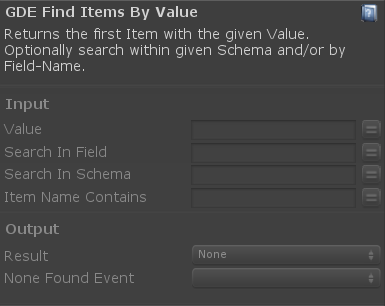 GDE Find Items By Value
Returns the first Item with the given Value.
Optionally search within given Schema and/or by
Field-Name.
Input
Value
Search In Field
Search In Schema
Item Name Contains
Output
Result
None
None Found Event